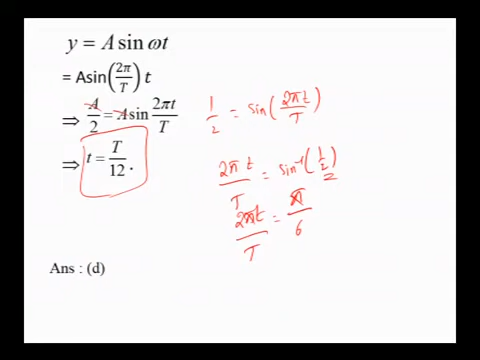 y = A sin ωt
= Asin(2π/T) t
⇒ A/2 = A sin 2πt/T
⇒ t = T/12.
1/2 = sin(2πt/T)
2πt/T = sin⁻¹(1/2)
2πt/T = π/6
Ans : (d)